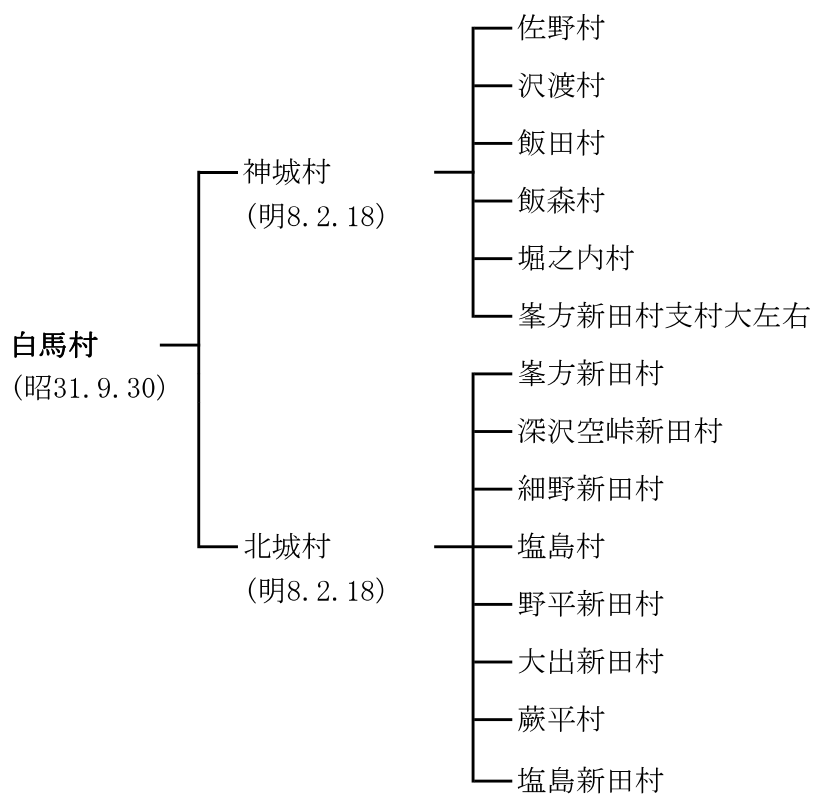 白馬村
(昭31.9.30)
神城村
(明8.2.18)
佐野村
沢渡村
飯田村
飯森村
堀之内村
峯方新田村支村大左右
北城村
(明8.2.18)
峯方新田村
深沢空峠新田村
細野新田村
塩島村
野平新田村
大出新田村
蕨平村
塩島新田村